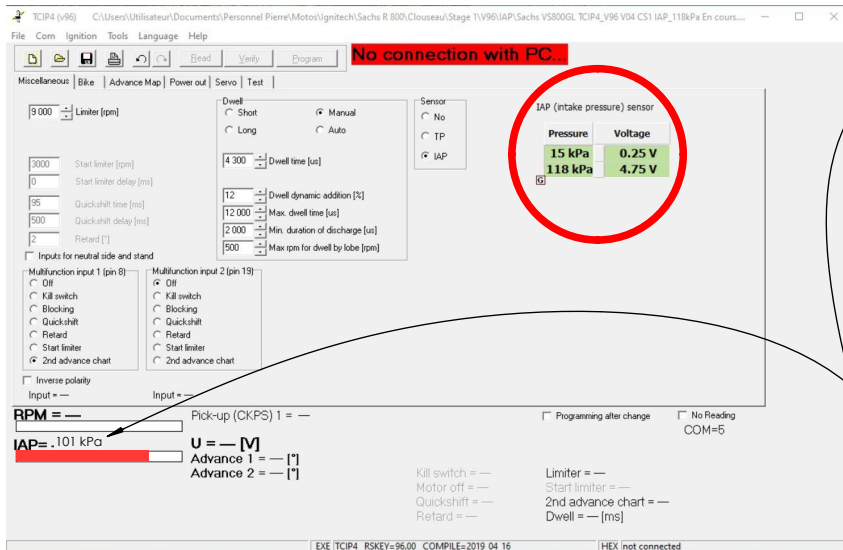 TCIP4 (v96) C:\Users\Utilisateur\Documents\Personnel Pierre\Motos\Ignitech\Sachs R 800\Clouseau\Stage 1\V96\IAP\Sachs VS800GL TCIP4_V96 V04 CS1 IAP_118kPa En cours....
File Com Ignition Tools Language Help
Read Verify Program No connection with PC...
Miscellaneous Bike Advance Map Power out Servo Test
9 000 Limiter [rpm]
3000 Start limiter [rpm]
0 Start limiter delay [ms]
95 Quickshift time [ms]
500 Quickshift delay [ms]
2 Retard [°]
Inputs for neutral side and stand
Dwell
Short Manual
Long Auto
4 300 Dwell time [us]
12 Dwell dynamic addition [%]
12 000 Max. dwell time [us]
2 000 Min. duration of discharge [us]
500 Max rpm for dwell by lobe [rpm]
Sensor
No
TP
IAP
IAP (intake pressure) sensor
Pressure Voltage
15 kPa 0.25 V
118 kPa 4.75 V
G
Multifunction input 1 (pin 8)
Off
Kill switch
Blocking
Quickshift
Retard
Start limiter
2nd advance chart
Multifunction input 2 (pin 19)
Off
Kill switch
Blocking
Quickshift
Retard
Start limiter
2nd advance chart
Inverse polarity
Input = — Input = —
RPM = — Pick-up (CKPS) 1 = —
IAP= .101 kPa
U = — [V]
Advance 1 = — [°]
Advance 2 = — [°]
Programming after change No Reading
COM=5
Kill switch = — Limiter = —
Motor off = — Start limiter = —
Quickshift = — 2nd advance chart = —
Retard = — Dwell = — [ms]
EXE TCIP4 RSKEY=96.00 COMPILE=2019 04 16 HEX not connected